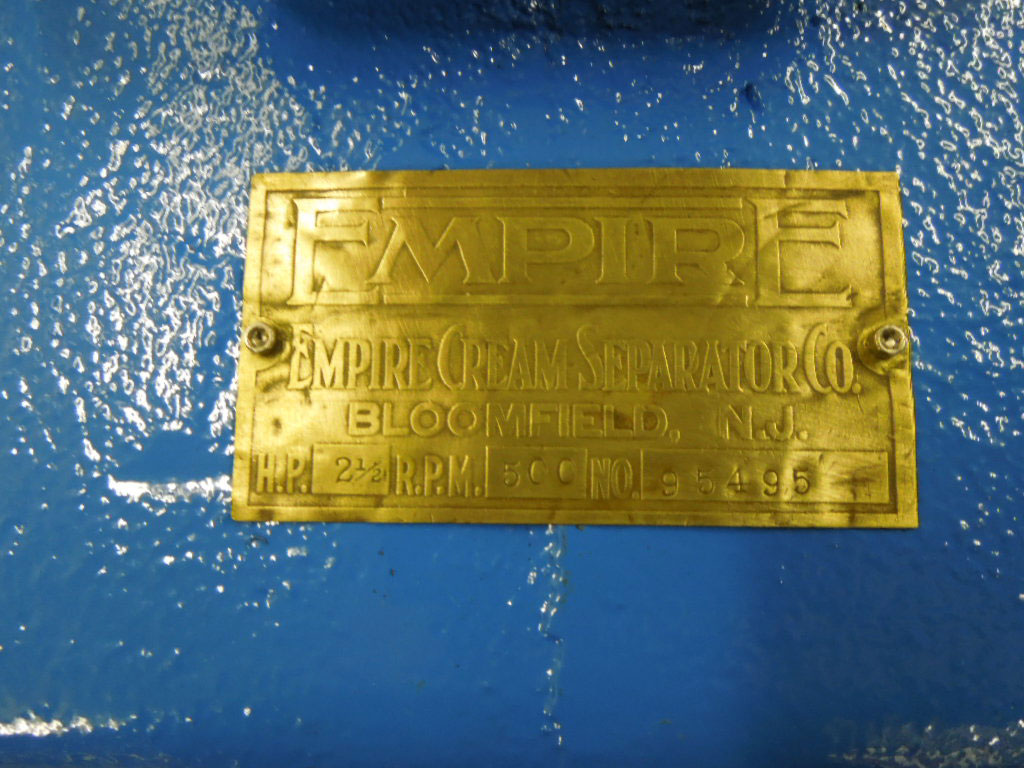 EMPIRE
EMPIRE CREAM SEPARATOR CO.
BLOOMFIELD, N.J.
H.P. 2½ R.P.M. 500 NO. 95495